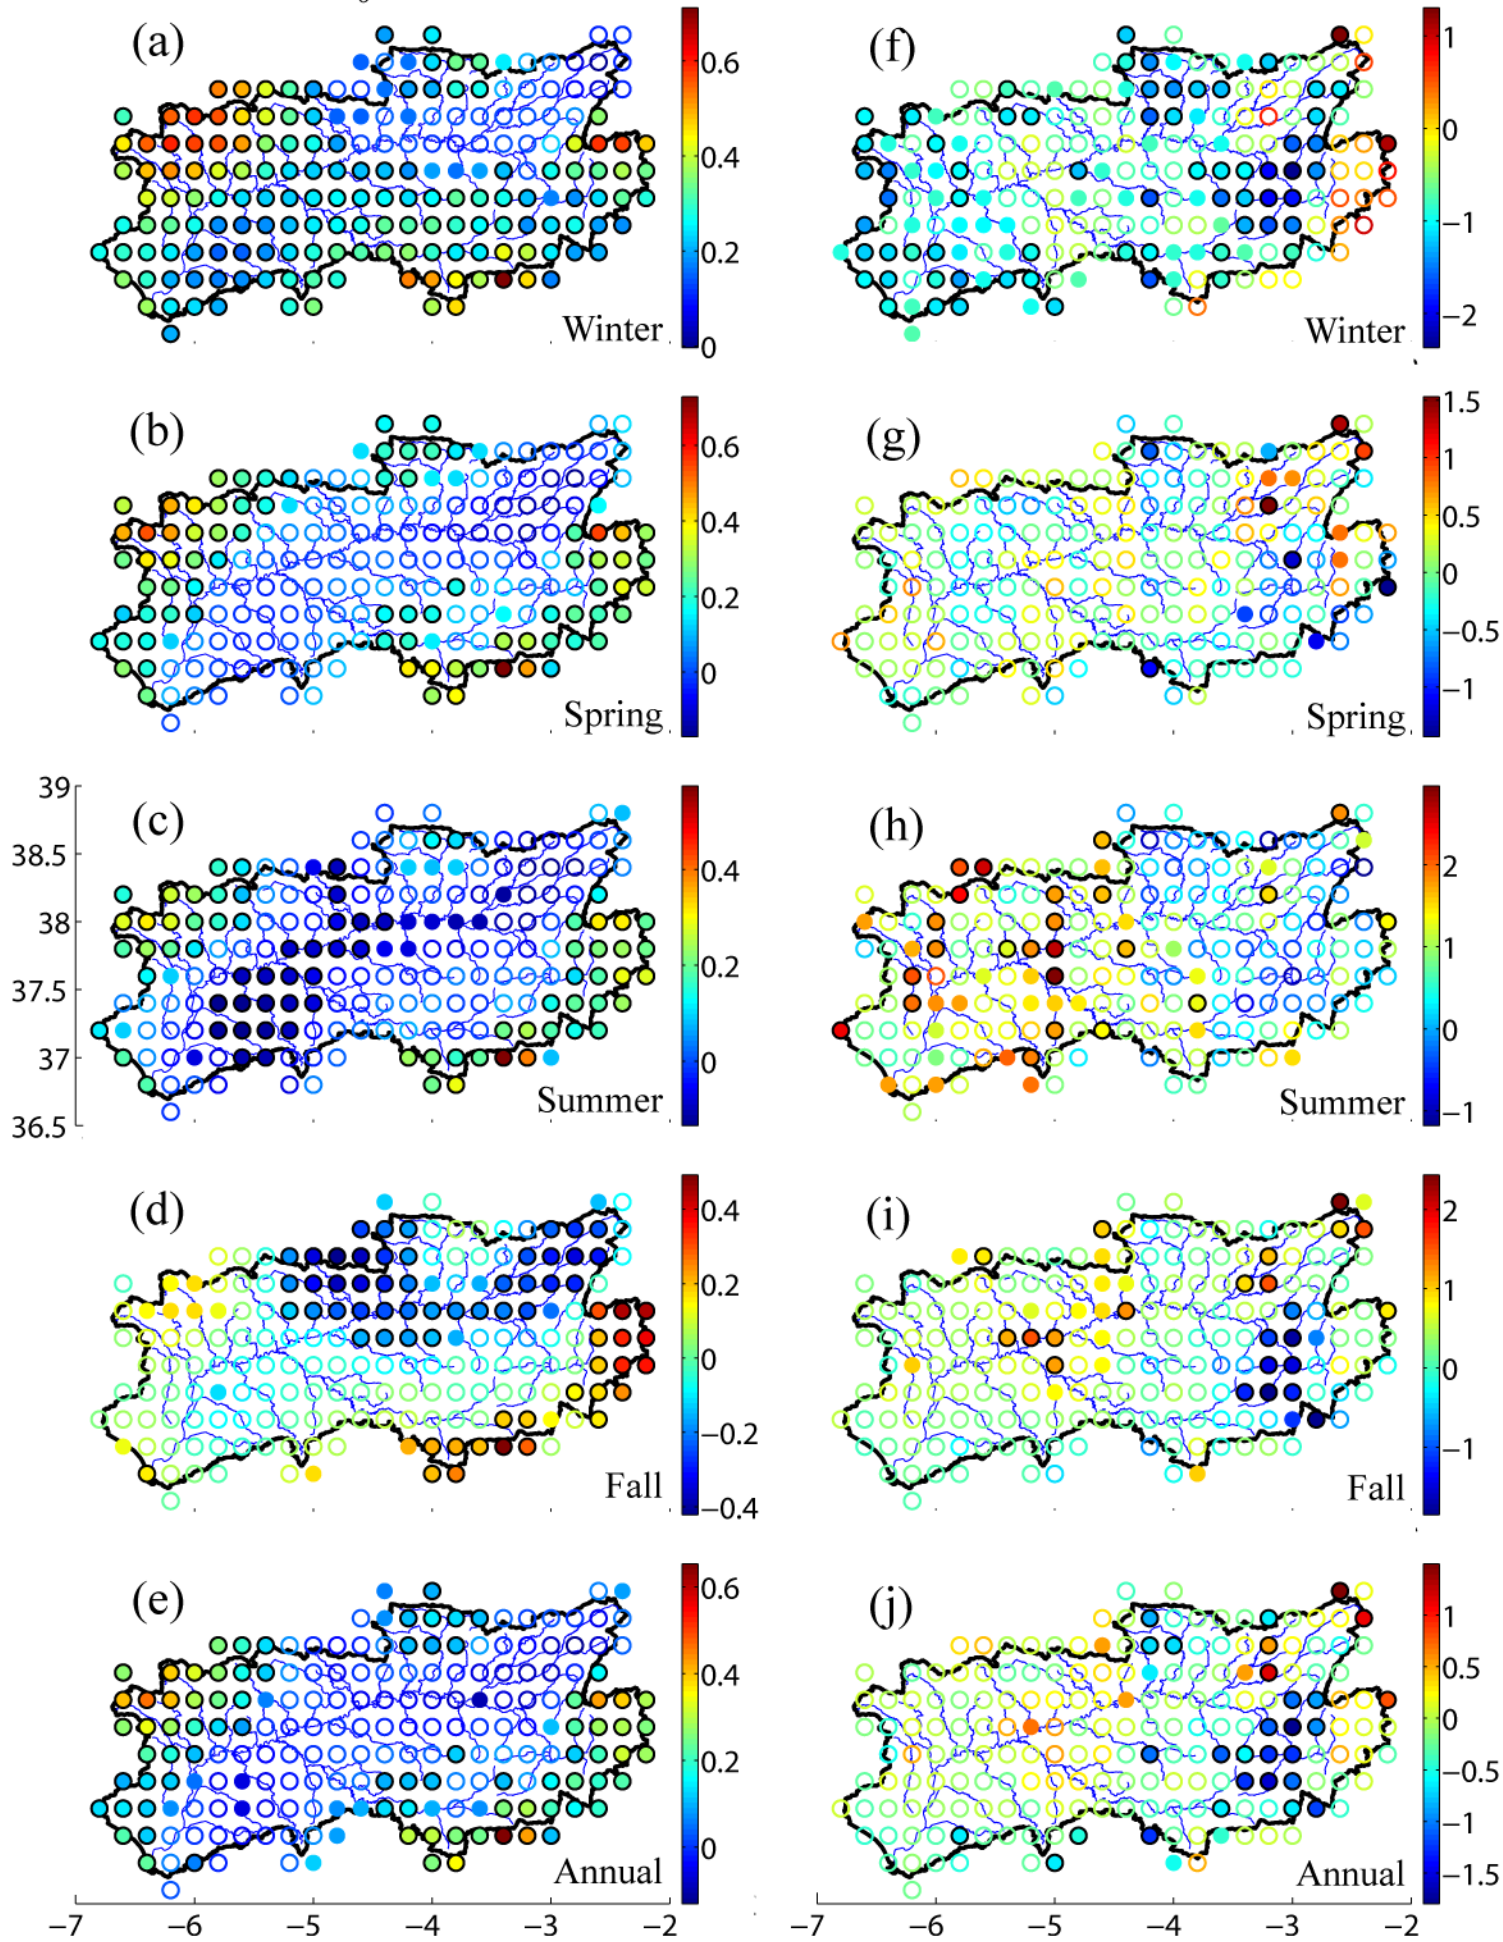 (a)
0.6
0.4
0.2
0
Winter
(f)
1
0
−1
−2
Winter
(b)
0.6
0.4
0.2
0
Spring
(g)
1.5
1
0.5
0
−0.5
−1
Spring
39
38.5
38
37.5
37
36.5
(c)
0.4
0.2
0
Summer
(h)
2
1
0
−1
Summer
(d)
0.4
0.2
0
−0.2
−0.4
Fall
(i)
2
1
0
−1
Fall
(e)
0.6
0.4
0.2
0
Annual
−7 −6 −5 −4 −3 −2
(j)
1
0.5
0
−0.5
−1
−1.5
Annual
−7 −6 −5 −4 −3 −2